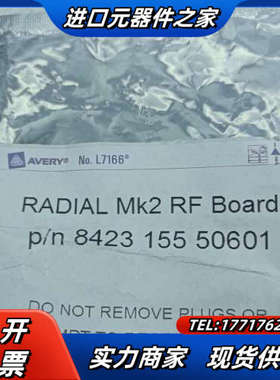 进口元器件之家
AVERY® No. L7166®
RADIAL Mk2 RF Board
p/n 8423 155 50601
DO NOT REMOVE PLUGS OR
TEL:17717762
开
票
实力商家 现货供